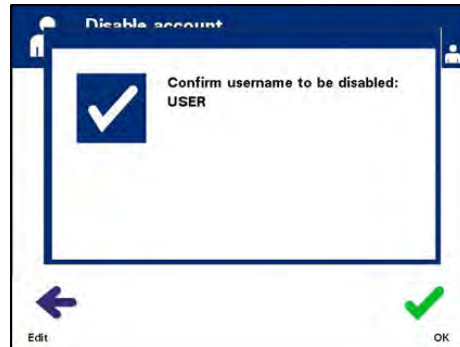 Disable account
Confirm username to be disabled:
USER
Edit
OK